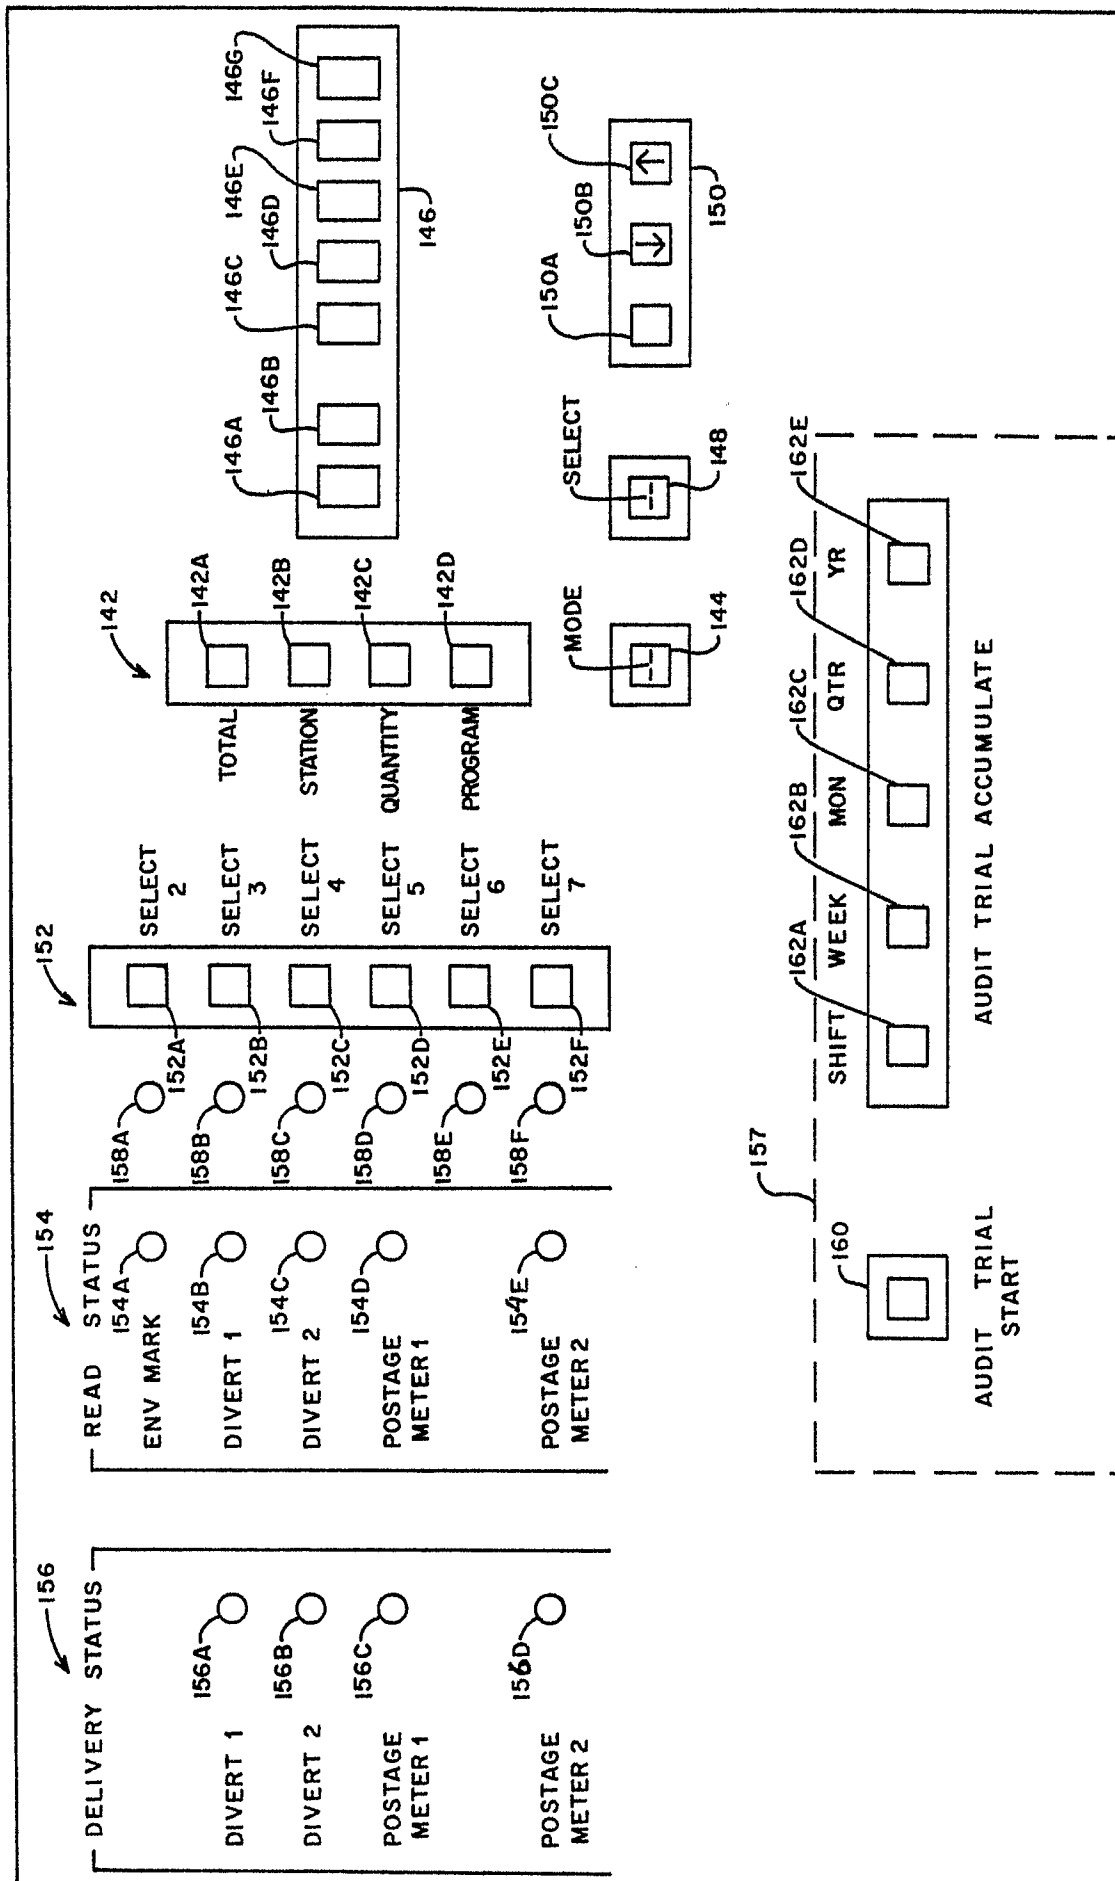 156
DELIVERY STATUS
156A
DIVERT 1
156B
DIVERT 2
156C
POSTAGE
METER 1
156D
POSTAGE
METER 2
154
READ STATUS
154A
ENV MARK
154B
DIVERT 1
154C
DIVERT 2
154D
POSTAGE
METER 1
154E
POSTAGE
METER 2
158A
158B
158C
158D
158E
158F
152
152A
152B
152C
152D
152E
152F
SELECT
2
SELECT
3
SELECT
4
SELECT
5
SELECT
6
SELECT
7
142
TOTAL
142A
STATION
142B
QUANTITY
142C
PROGRAM
142D
146A
146B
146C
146D
146E
146F
146G
146
MODE
144
SELECT
148
150A
150B
150C
150
157
160
AUDIT TRIAL
START
162A
162B
162C
162D
162E
SHIFT WEEK MON QTR YR
AUDIT TRIAL ACCUMULATE